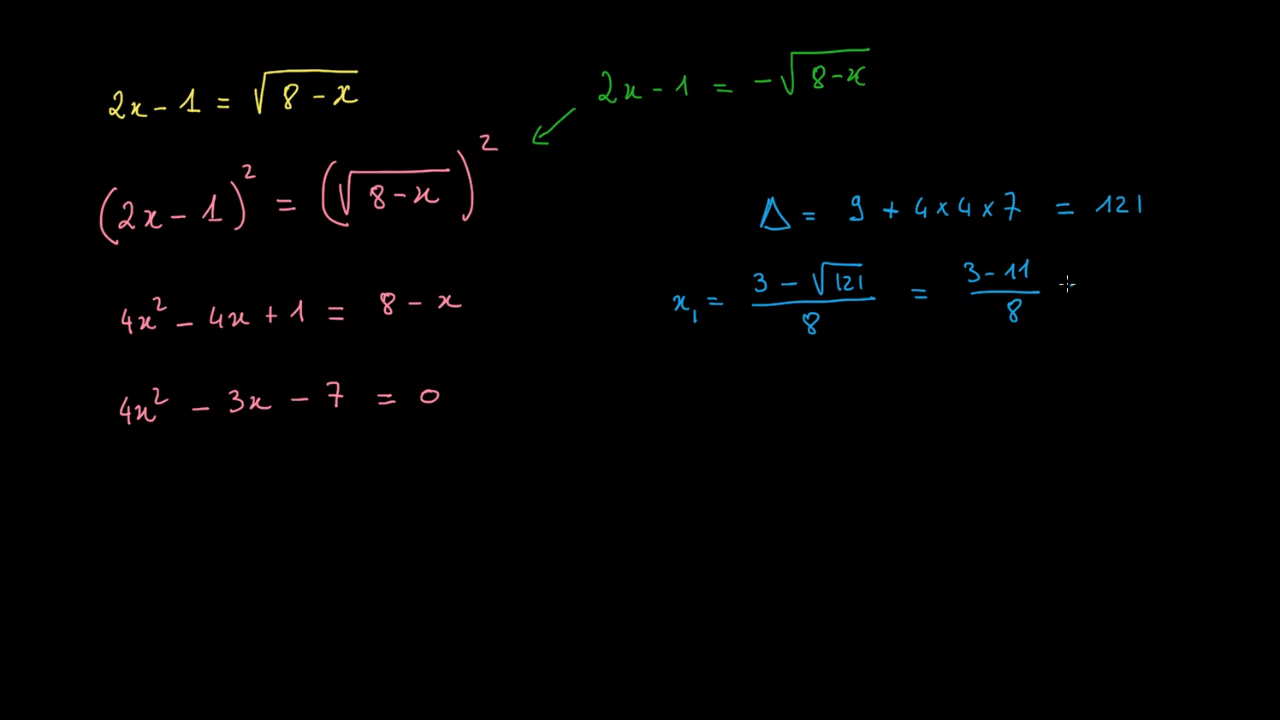 2x - 1 = √(8 - x)
2x - 1 = -√(8 - x)
(2x - 1)² = (√(8 - x))²
Δ = 9 + 4 × 4 × 7 = 121
x₁ = (3 - √121)/8 = (3 - 11)/8
4x² - 4x + 1 = 8 - x
4x² - 3x - 7 = 0